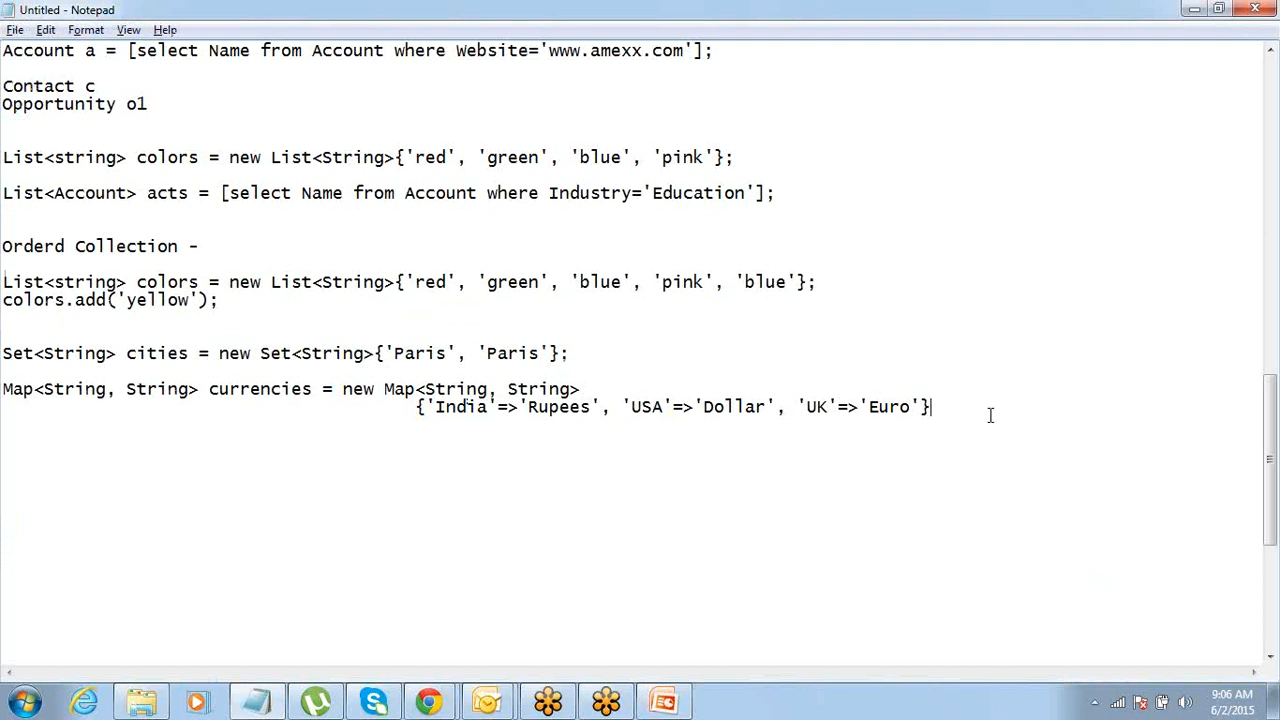 Untitled - Notepad
File Edit Format View Help
Account a = [select Name from Account where Website='www.amexx.com'];
Contact c
Opportunity o1
List<string> colors = new List<String>{'red', 'green', 'blue', 'pink'};
List<Account> acts = [select Name from Account where Industry='Education'];
Orderd Collection -
List<string> colors = new List<String>{'red', 'green', 'blue', 'pink', 'blue'};
colors.add('yellow');
Set<String> cities = new Set<String>{'Paris', 'Paris'};
Map<String, String> currencies = new Map<String, String>
{'India'=>'Rupees', 'USA'=>'Dollar', 'UK'=>'Euro'}
9:06 AM
6/2/2015